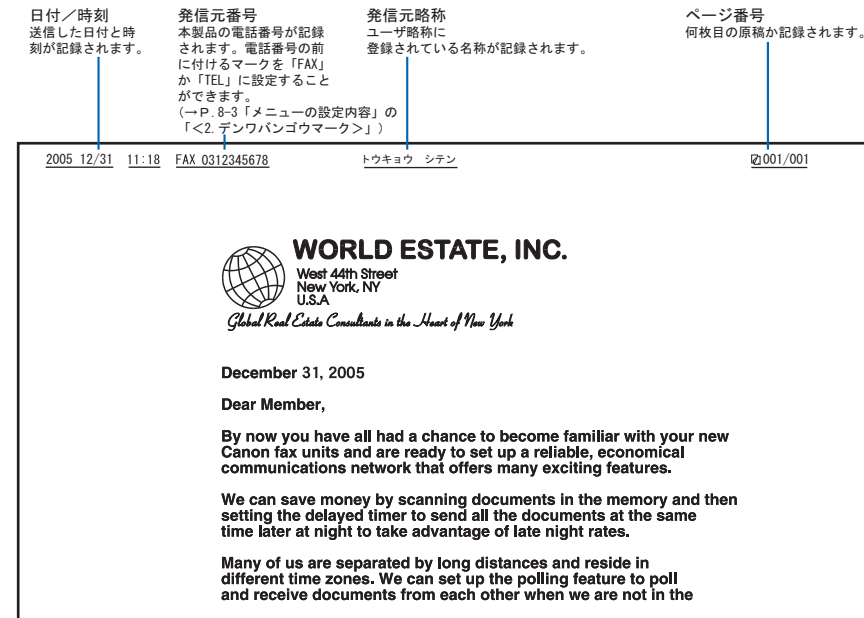 日付／時刻
送信した日付と時
刻が記録されます。
発信元番号
本製品の電話番号が記録
されます。電話番号の前
に付けるマークを「FAX」
か「TEL」に設定すること
ができます。
(→P.8-3「メニューの設定内容」の
「<2.デンワバンゴウマーク>」)
発信元略称
ユーザ略称に
登録されている名称が記録されます。
ページ番号
何枚目の原稿か記録されます。
2005 12/31 11:18 FAX 0312345678 トウキョウ シテン 001/001
WORLD ESTATE, INC.
West 44th Street
New York, NY
U.S.A
Global Real Estate Consultants in the Heart of New York
December 31, 2005
Dear Member,
By now you have all had a chance to become familiar with your new
Canon fax units and are ready to set up a reliable, economical
communications network that offers many exciting features.
We can save money by scanning documents in the memory and then
setting the delayed timer to send all the documents at the same
time later at night to take advantage of late night rates.
Many of us are separated by long distances and reside in
different time zones. We can set up the polling feature to poll
and receive documents from each other when we are not in the